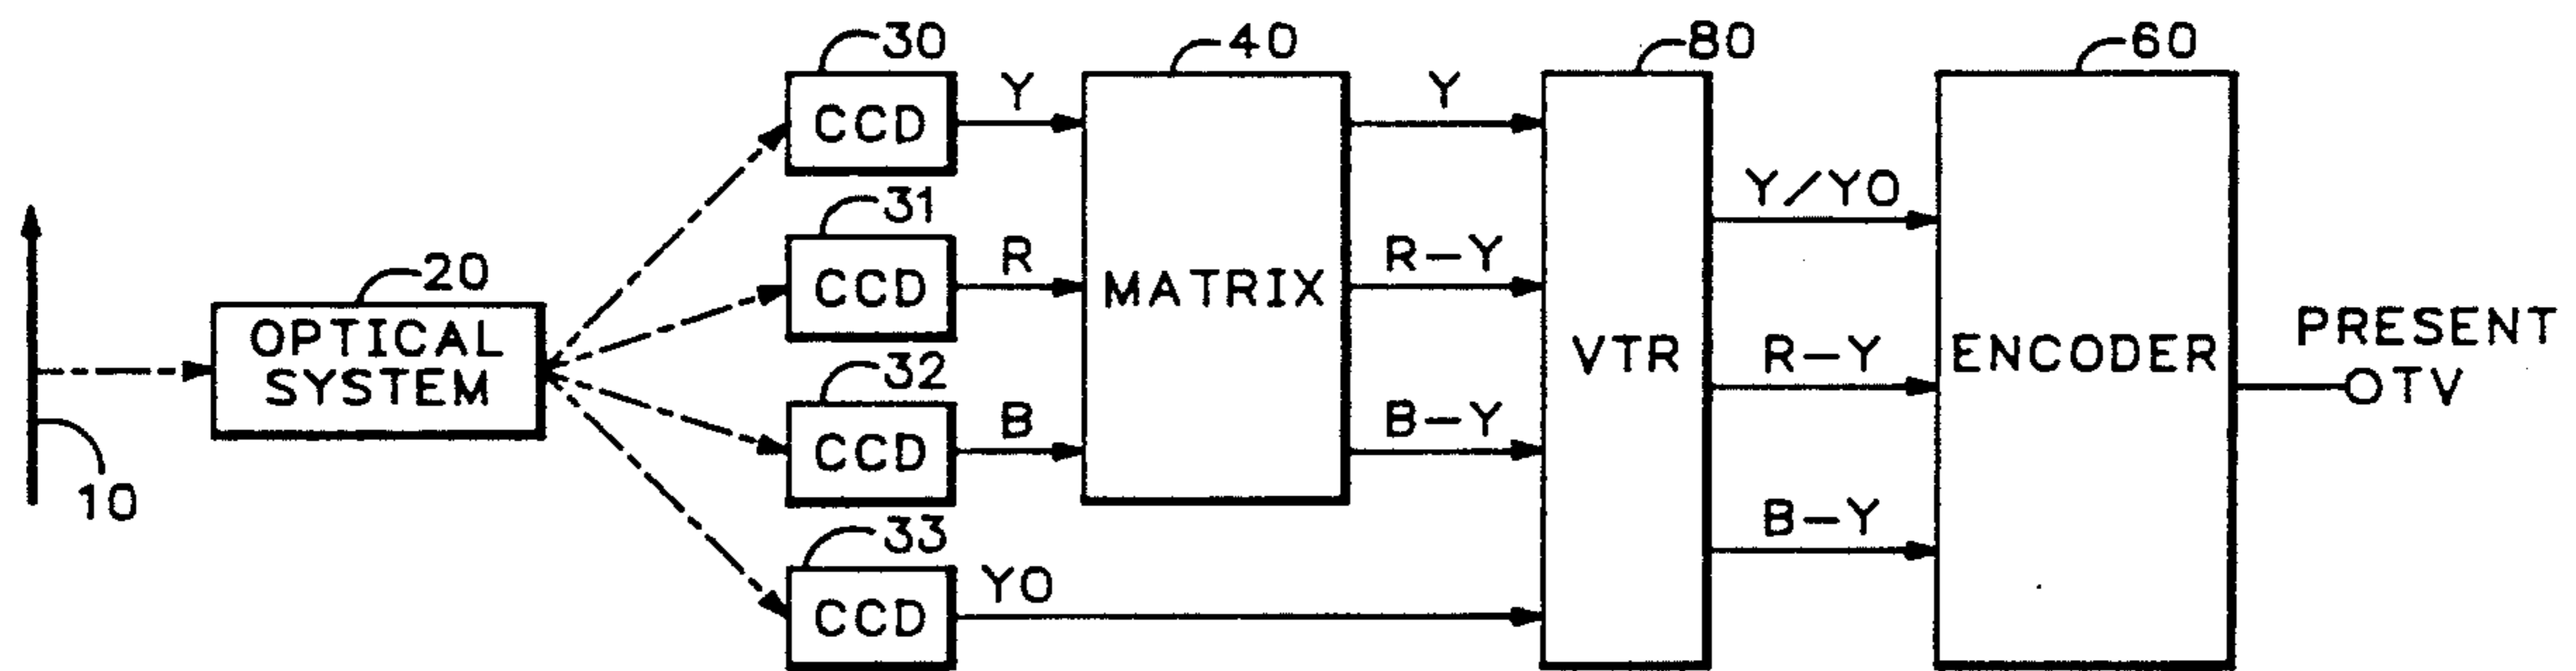 30
40
80
60
CCD
Y
Y
Y/YO
31
CCD
R
MATRIX
R-Y
20
OPTICAL
SYSTEM
VTR
R-Y
ENCODER
PRESENT
TV
32
CCD
B
B-Y
B-Y
10
33
CCD
YO